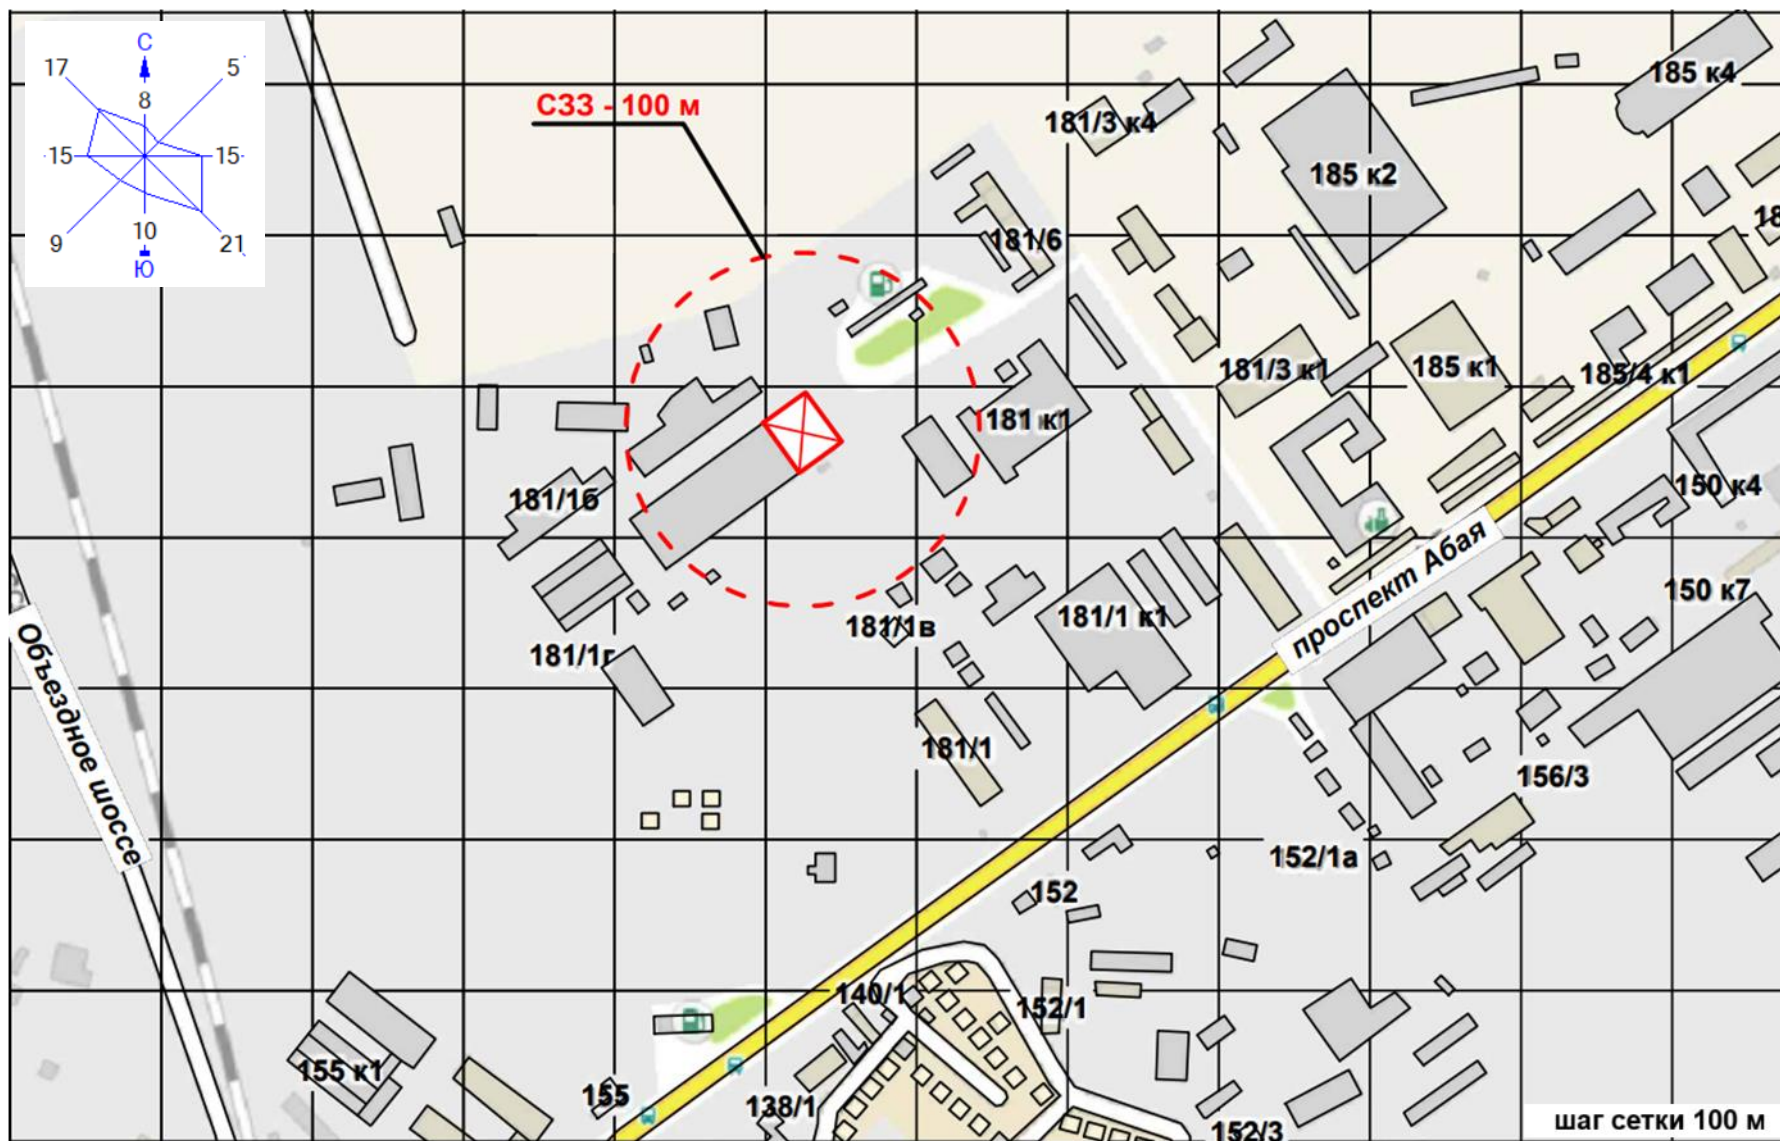 С
17
5
8
15
15
9
10
21
Ю
СЗЗ - 100 м
181/3 к4
185 к4
185 к2
181/6
181/3 к1
185 к1
185/4 к1
181 к1
181/1б
150 к4
проспект Абая
150 к7
181/1 к1
181/1в
181/1г
Объездное шоссе
181/1
156/3
152/1а
152
140/1
152/1
155 к1
155
138/1
152/3
шаг сетки 100 м